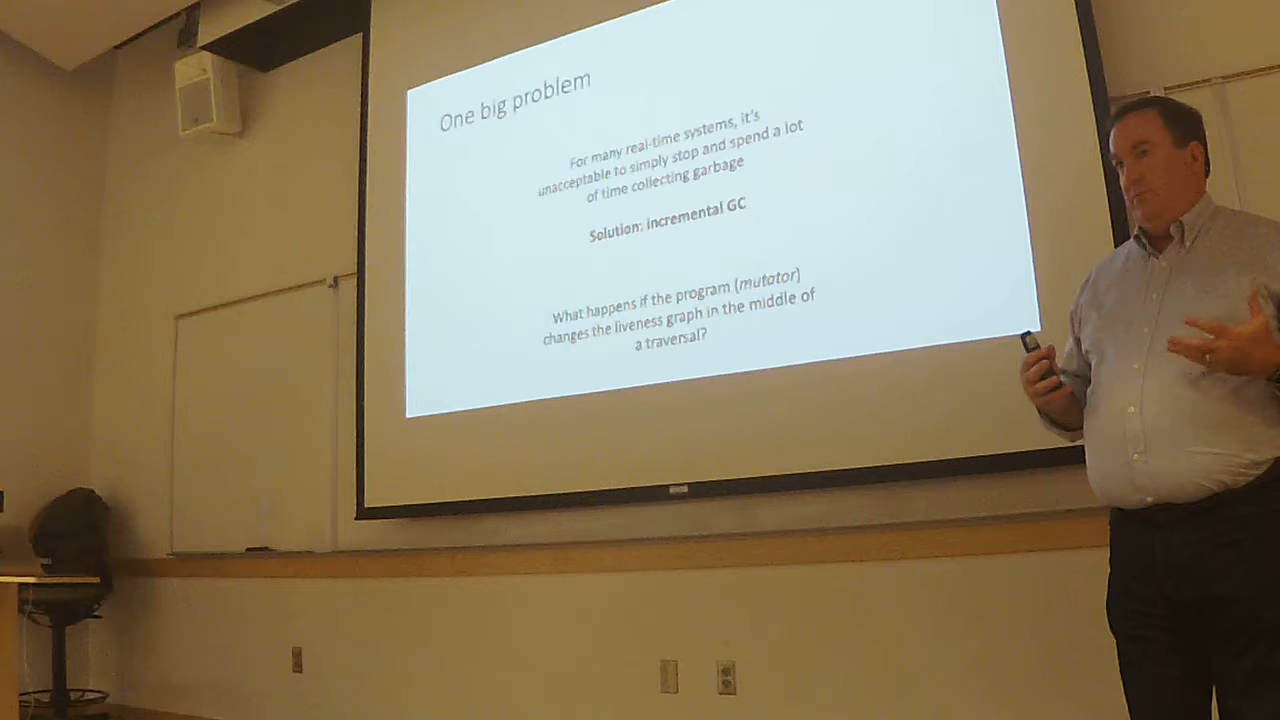 One big problem
For many real-time systems, it's
unacceptable to simply stop and spend a lot
of time collecting garbage
Solution: incremental GC
What happens if the program (mutator)
changes the liveness graph in the middle of
a traversal?